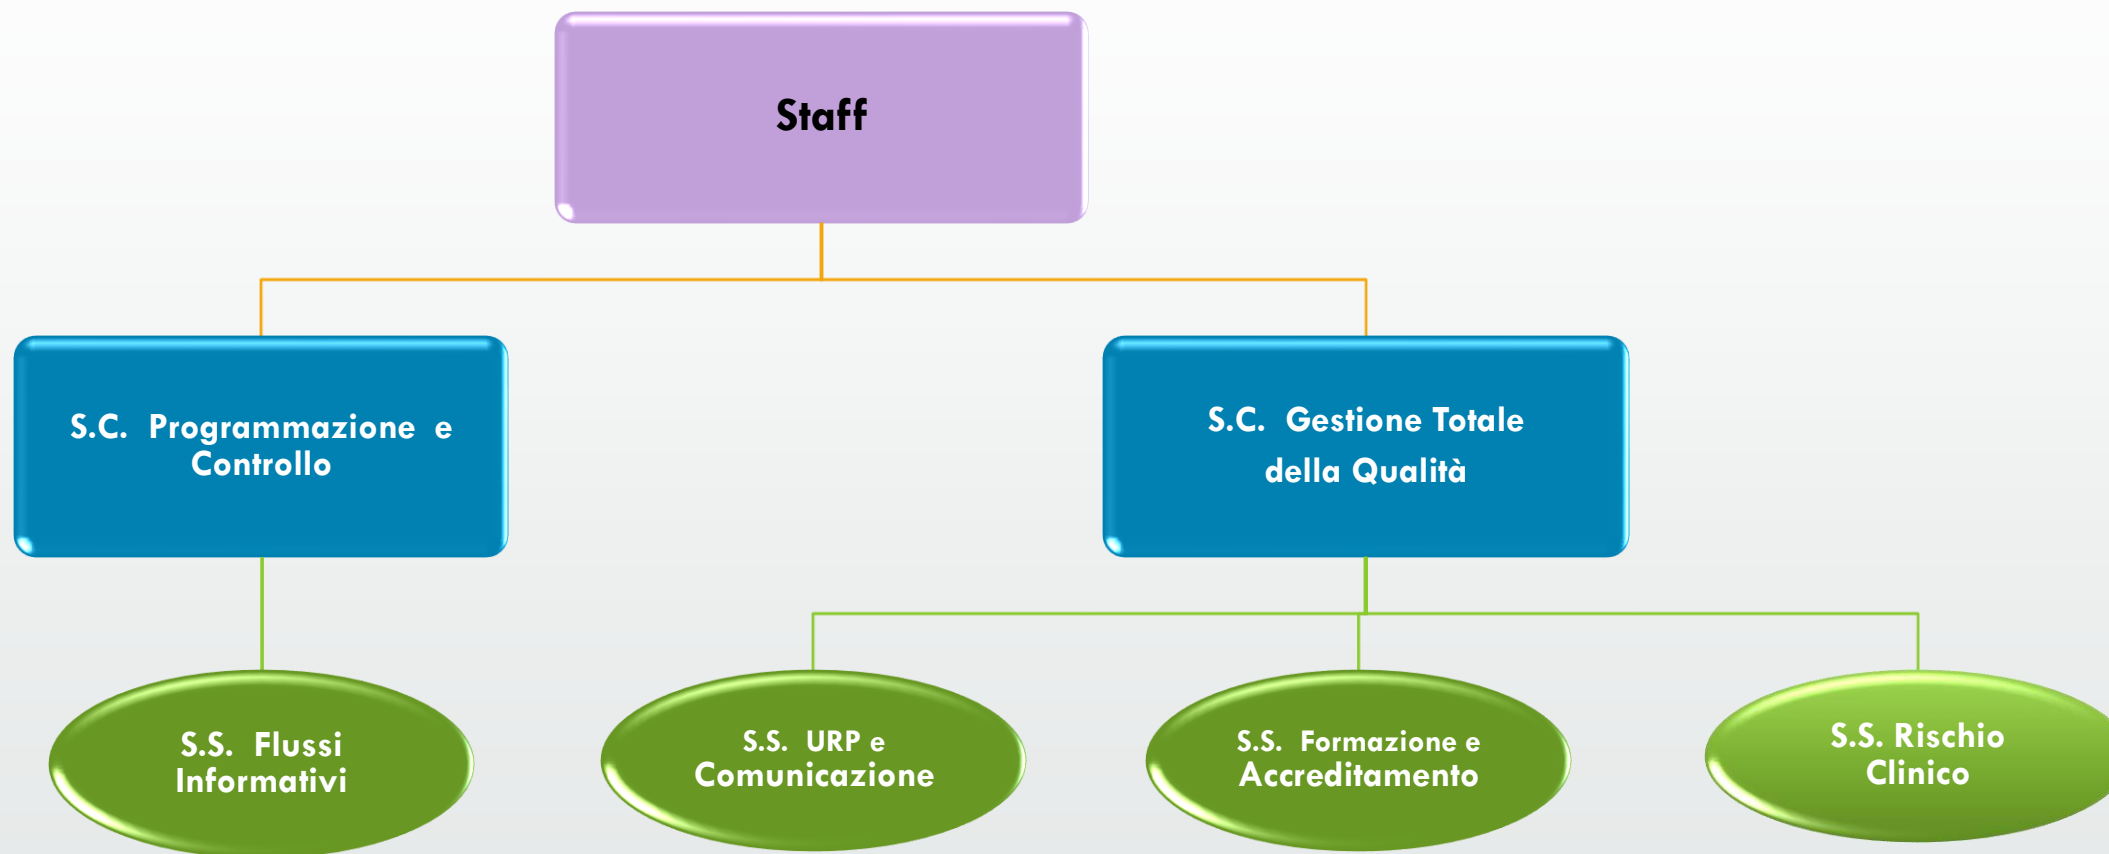 Staff
S.C. Programmazione e
Controllo
S.C. Gestione Totale
della Qualità
S.S. Flussi
Informativi
S.S. URP e
Comunicazione
S.S. Formazione e
Accreditamento
S.S. Rischio
Clinico